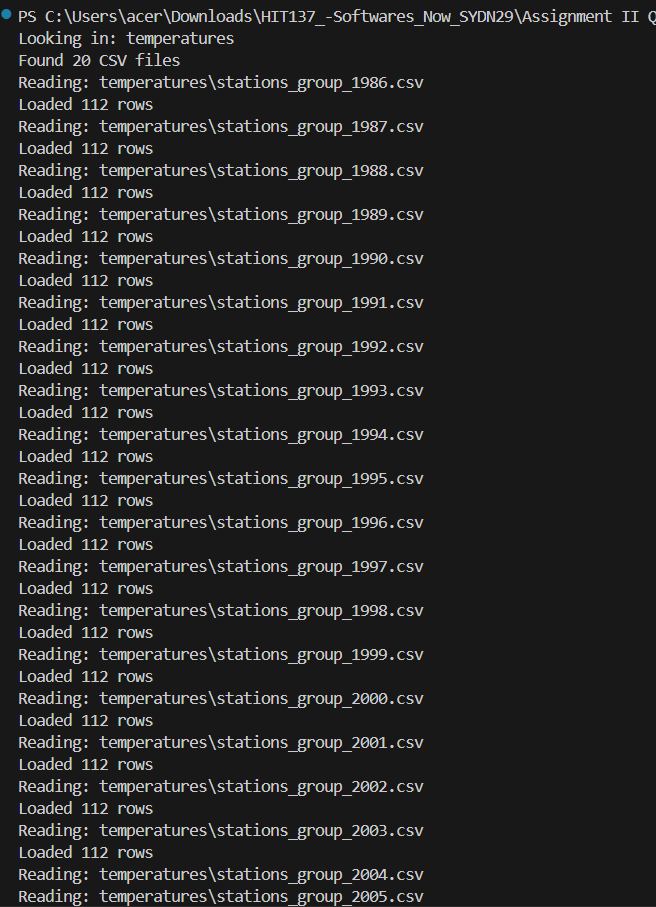 PS C:\Users\acer\Downloads\HIT137_-Softwares_Now_SYDN29\Assignment II Q
Looking in: temperatures
Found 20 CSV files
Reading: temperatures\stations_group_1986.csv
Loaded 112 rows
Reading: temperatures\stations_group_1987.csv
Loaded 112 rows
Reading: temperatures\stations_group_1988.csv
Loaded 112 rows
Reading: temperatures\stations_group_1989.csv
Loaded 112 rows
Reading: temperatures\stations_group_1990.csv
Loaded 112 rows
Reading: temperatures\stations_group_1991.csv
Loaded 112 rows
Reading: temperatures\stations_group_1992.csv
Loaded 112 rows
Reading: temperatures\stations_group_1993.csv
Loaded 112 rows
Reading: temperatures\stations_group_1994.csv
Loaded 112 rows
Reading: temperatures\stations_group_1995.csv
Loaded 112 rows
Reading: temperatures\stations_group_1996.csv
Loaded 112 rows
Reading: temperatures\stations_group_1997.csv
Loaded 112 rows
Reading: temperatures\stations_group_1998.csv
Loaded 112 rows
Reading: temperatures\stations_group_1999.csv
Loaded 112 rows
Reading: temperatures\stations_group_2000.csv
Loaded 112 rows
Reading: temperatures\stations_group_2001.csv
Loaded 112 rows
Reading: temperatures\stations_group_2002.csv
Loaded 112 rows
Reading: temperatures\stations_group_2003.csv
Loaded 112 rows
Reading: temperatures\stations_group_2004.csv
Reading: temperatures\stations_group_2005.csv